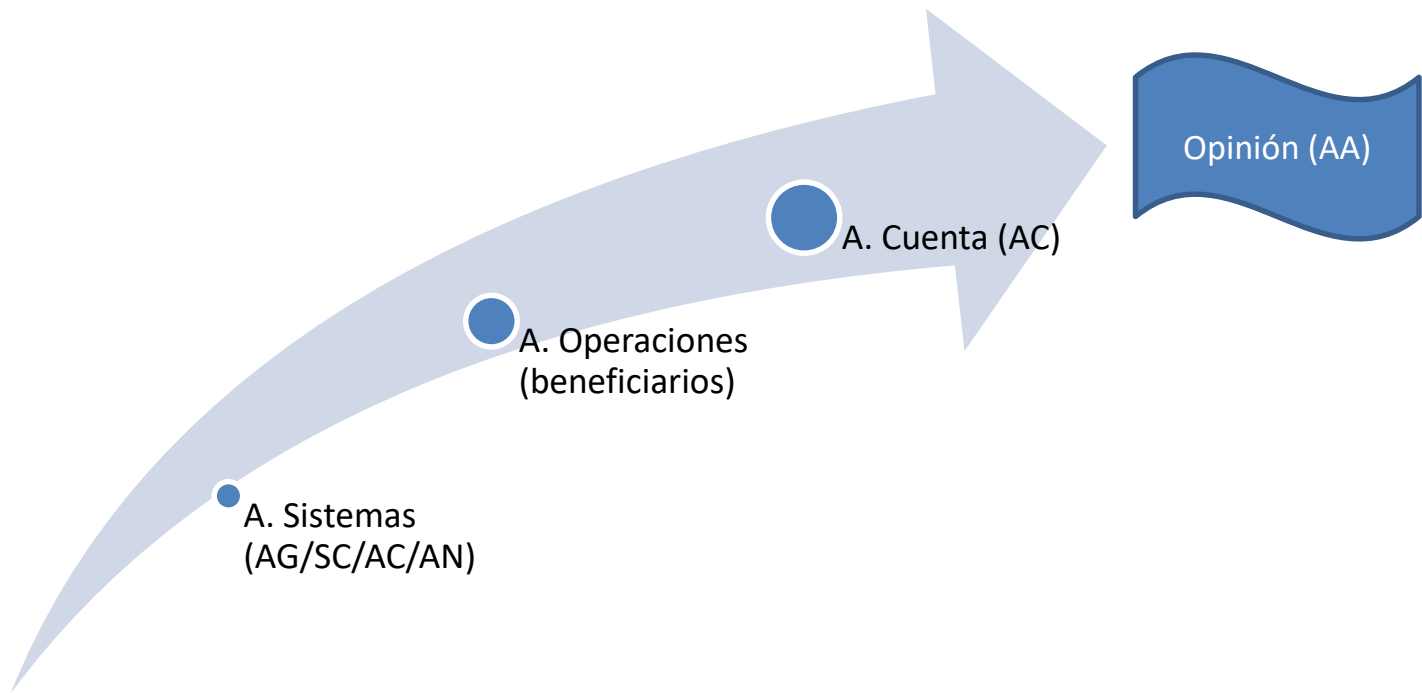 Opinión (AA)
A. Cuenta (AC)
A. Operaciones
(beneficiarios)
A. Sistemas
(AG/SC/AC/AN)